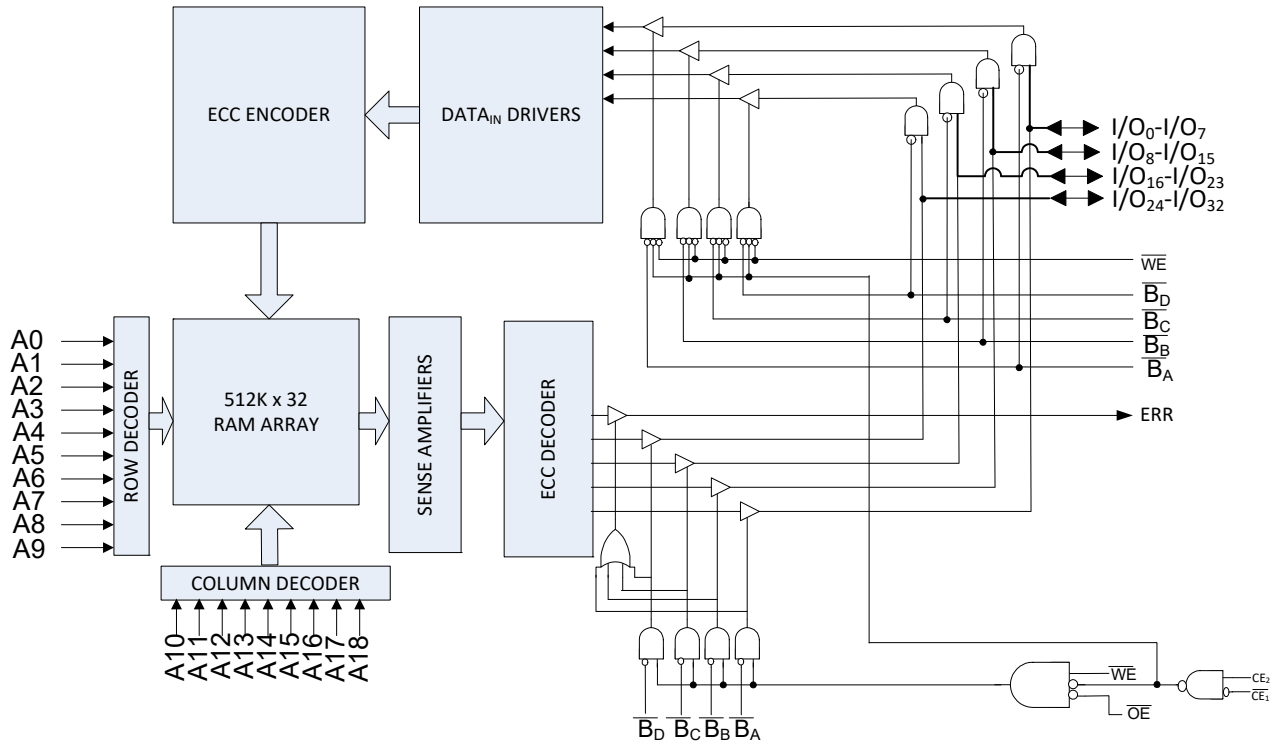 ECC ENCODER
DATAIN DRIVERS
I/O0-I/O7
I/O8-I/O15
I/O16-I/O23
I/O24-I/O32
WE
BD
BC
BB
BA
A0
A1
A2
A3
A4
A5
A6
A7
A8
A9
ROW DECODER
512K x 32
RAM ARRAY
SENSE AMPLIFIERS
ECC DECODER
ERR
COLUMN DECODER
A10
A11
A12
A13
A14
A15
A16
A17
A18
BD
BC
BB
BA
WE
OE
CE2
CE1